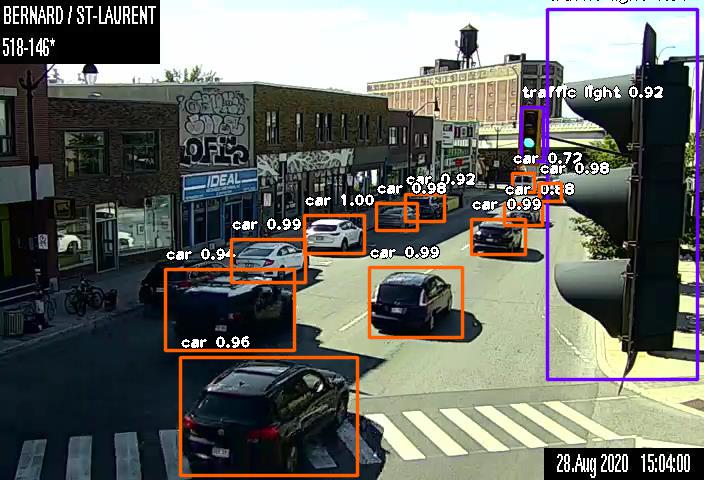 BERNARD / ST-LAURENT
518-146*
traffic light 0.92
car 0.72
car 0.98
car 0.92
car 0.98
car 1.00
car 0.99
car 0.99
car 0.94
car 0.99
car 0.96
IDEAL
28.Aug 2020 15:04:00